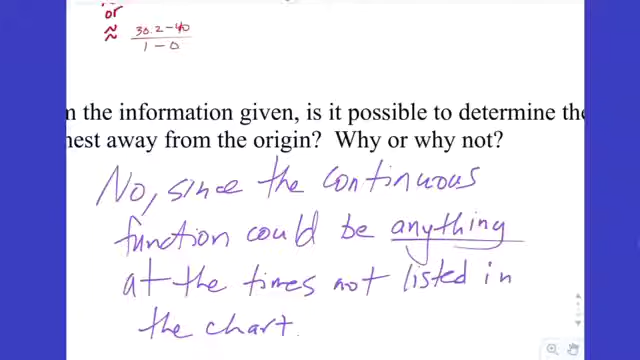 or
≈ 30.2-40
1-0
m the information given, is it possible to determine the
hest away from the origin? Why or why not?
No, since the continuous
function could be anything
at the times not listed in
the chart.